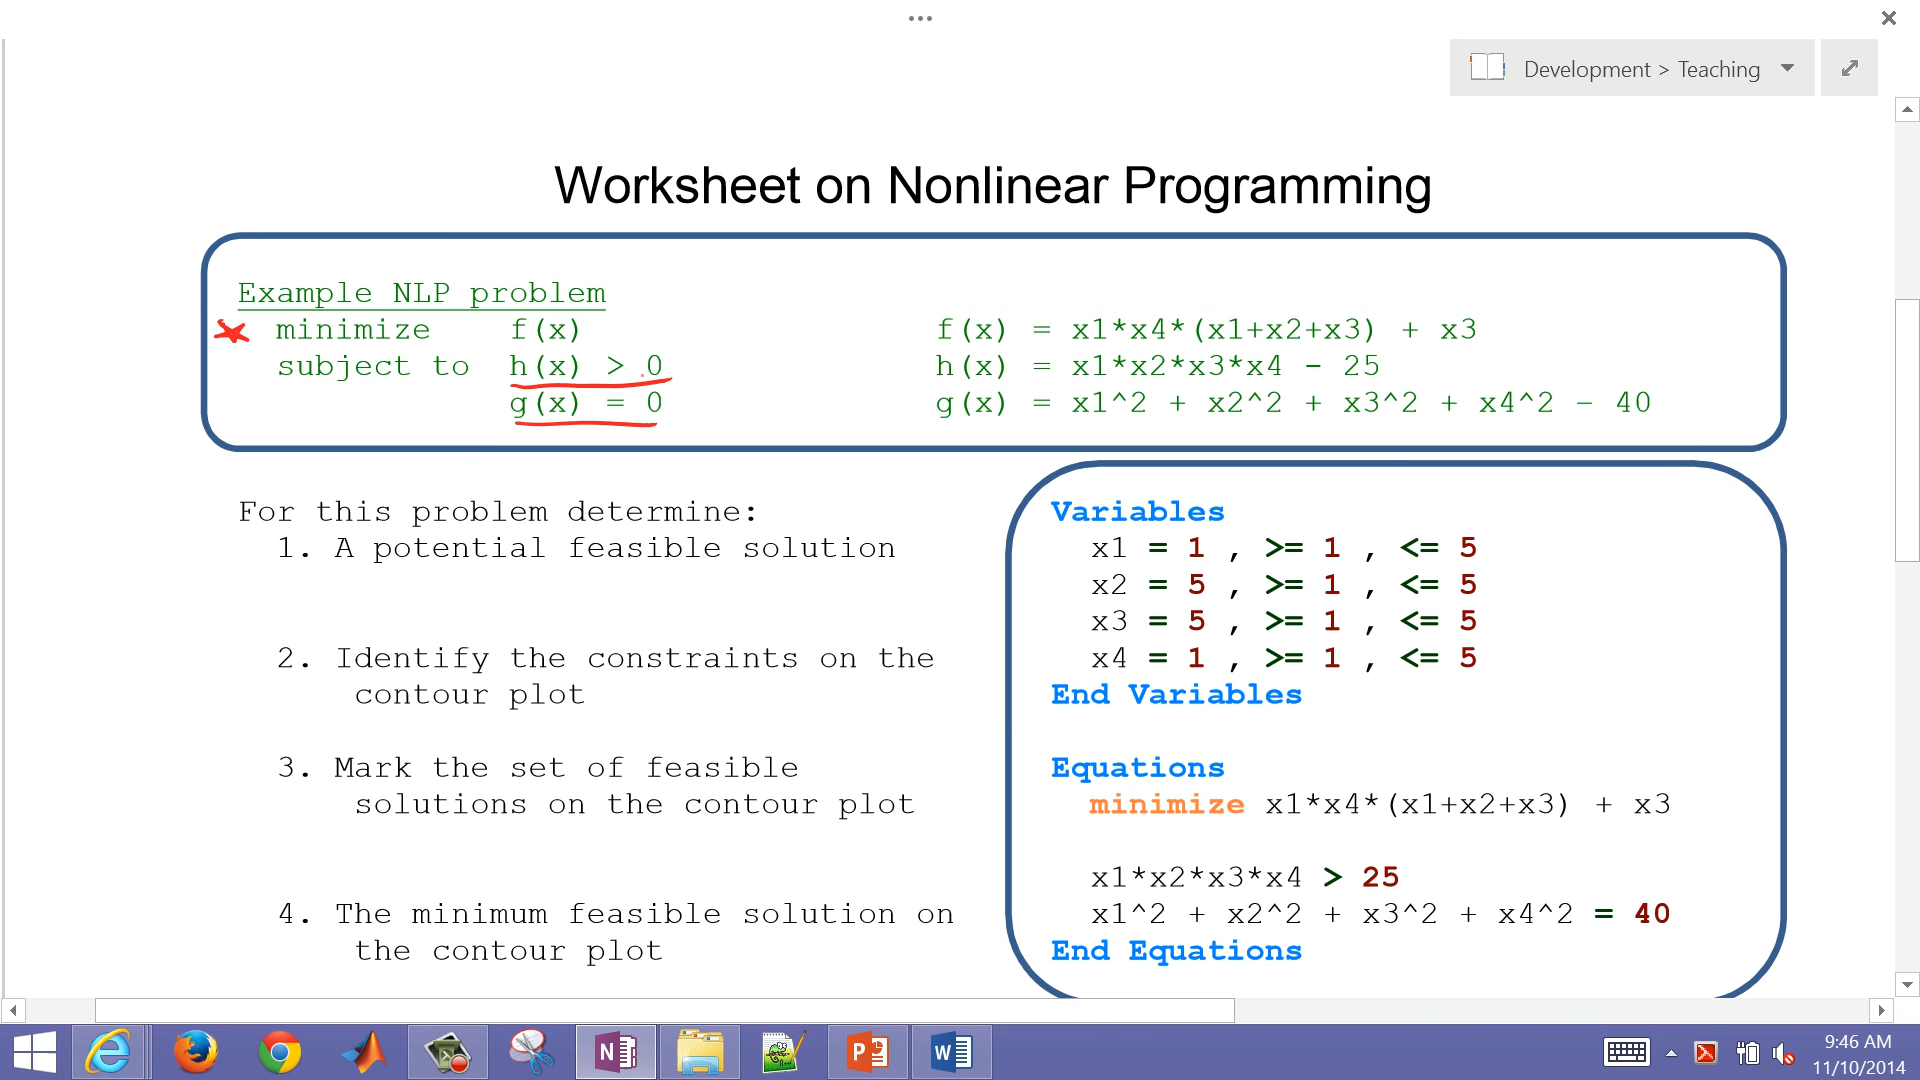 Development > Teaching
Worksheet on Nonlinear Programming
Example NLP problem
minimize f(x)
subject to h(x) > 0
g(x) = 0
f(x) = x1*x4*(x1+x2+x3) + x3
h(x) = x1*x2*x3*x4 - 25
g(x) = x1^2 + x2^2 + x3^2 + x4^2 – 40
For this problem determine:
1. A potential feasible solution
2. Identify the constraints on the
contour plot
3. Mark the set of feasible
solutions on the contour plot
4. The minimum feasible solution on
the contour plot
Variables
x1 = 1 , >= 1 , <= 5
x2 = 5 , >= 1 , <= 5
x3 = 5 , >= 1 , <= 5
x4 = 1 , >= 1 , <= 5
End Variables
Equations
minimize x1*x4*(x1+x2+x3) + x3
x1*x2*x3*x4 > 25
x1^2 + x2^2 + x3^2 + x4^2 = 40
End Equations
9:46 AM
11/10/2014